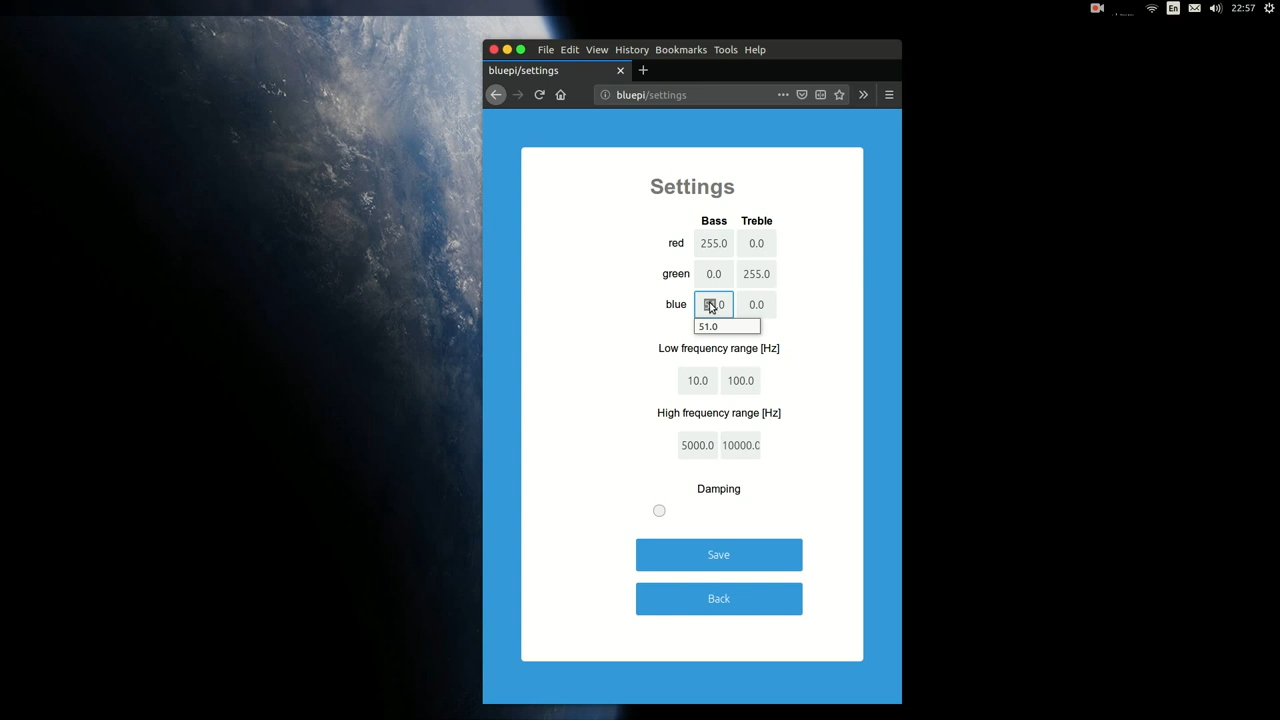 En 22:57
File Edit View History Bookmarks Tools Help
bluepi/settings
bluepi/settings
Settings
Bass Treble
red 255.0 0.0
green 0.0 255.0
blue .0 0.0
51.0
Low frequency range [Hz]
10.0 100.0
High frequency range [Hz]
5000.0 10000.0
Damping
Save
Back